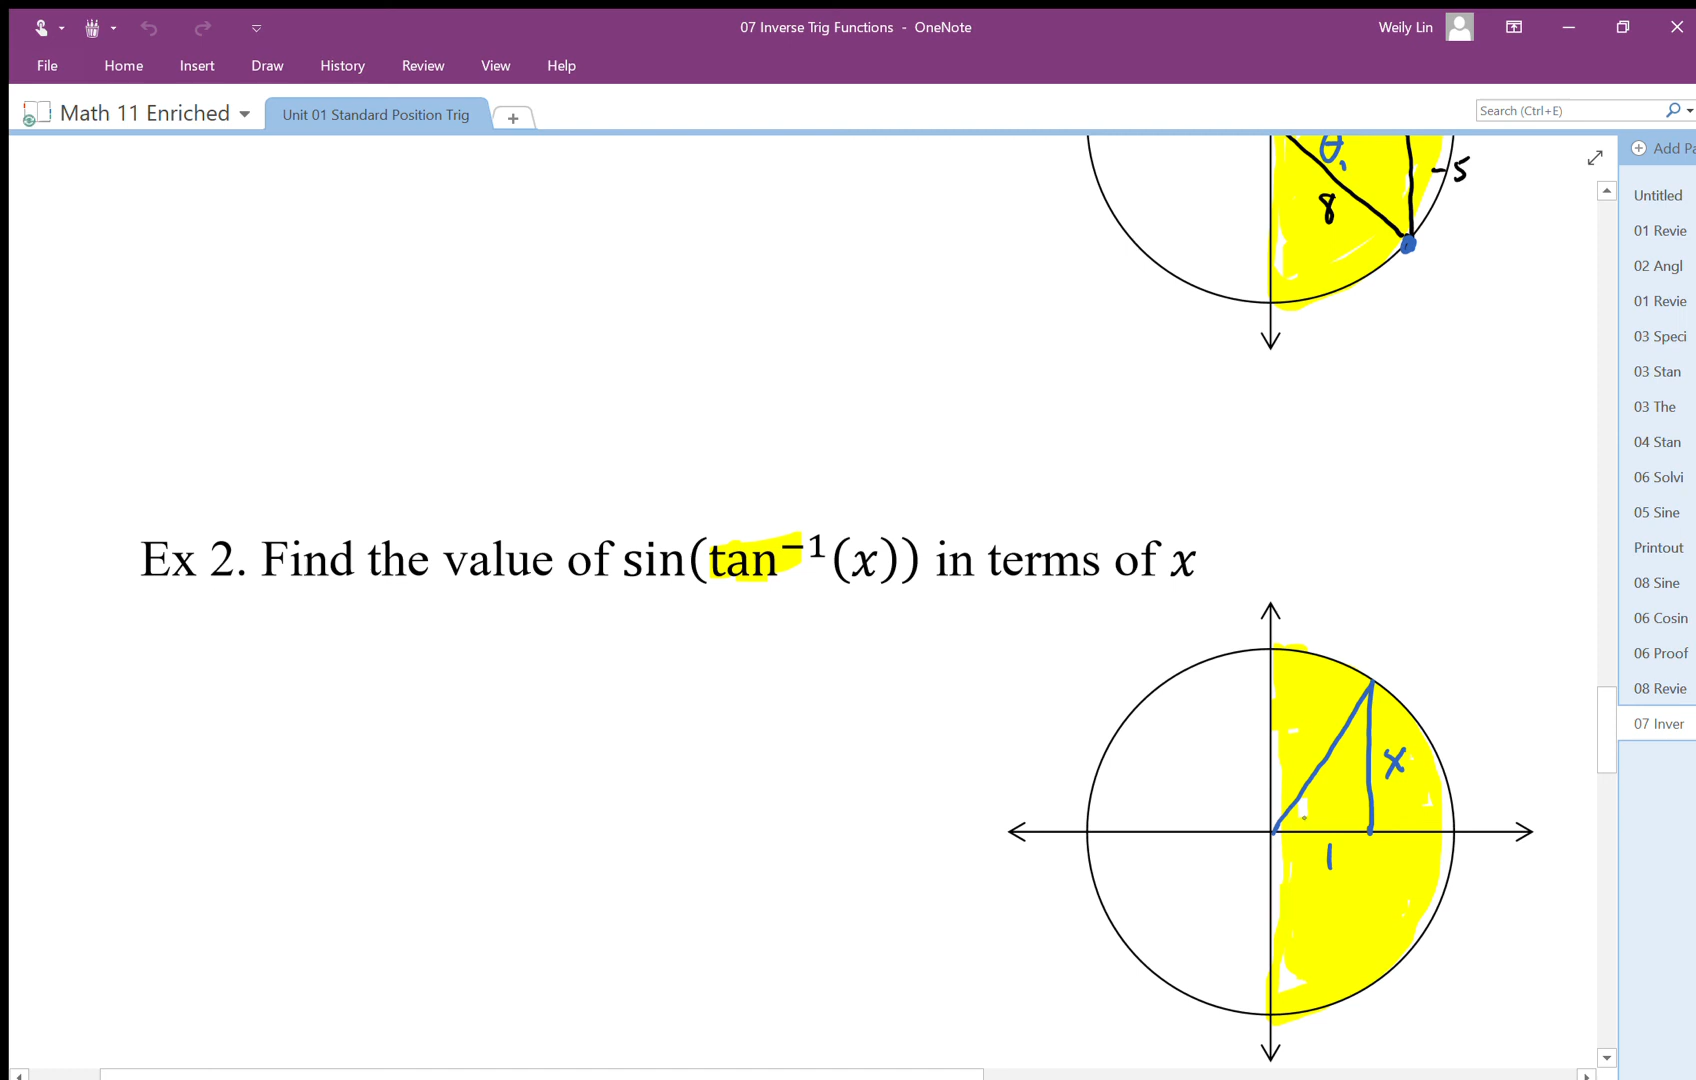 07 Inverse Trig Functions - OneNote
Weily Lin
File Home Insert Draw History Review View Help
Math 11 Enriched
Unit 01 Standard Position Trig
+
Search (Ctrl+E)
Add Pa
Untitled
01 Revie
02 Angl
01 Revie
03 Speci
03 Stan
03 The
04 Stan
06 Solvi
05 Sine
Printout
08 Sine
06 Cosin
06 Proof
08 Revie
07 Inver
θ
-5
8
Ex 2. Find the value of sin(tan⁻¹(x)) in terms of x
x
1